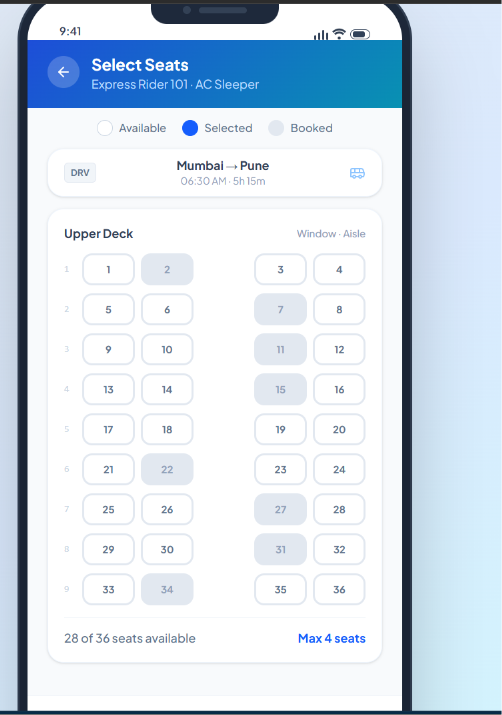 9:41
Select Seats
Express Rider 101 · AC Sleeper
Available Selected Booked
DRV
Mumbai → Pune
06:30 AM · 5h 15m
Upper Deck Window · Aisle
1 1 2 3 4
2 5 6 7 8
3 9 10 11 12
4 13 14 15 16
5 17 18 19 20
6 21 22 23 24
7 25 26 27 28
8 29 30 31 32
9 33 34 35 36
28 of 36 seats available Max 4 seats